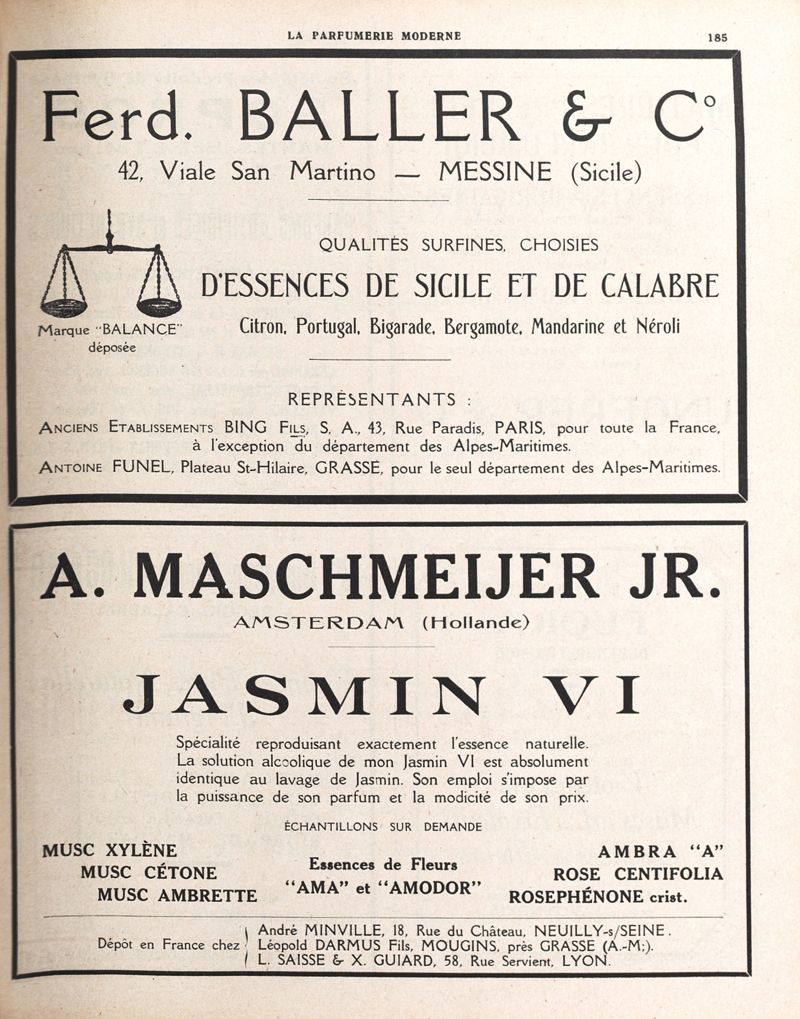 LA PARFUMERIE MODERNE
185
Ferd. BALLER & Cº
42, Viale San Martino — MESSINE (Sicile)
QUALITÉS SURFINES, CHOISIES
D'ESSENCES DE SICILE ET DE CALABRE
Citron, Portugal, Bigarade, Bergamote, Mandarine et Néroli
Marque "BALANCE"
déposée
REPRÉSENTANTS :
ANCIENS ETABLISSEMENTS BING FILS, S, A., 43, Rue Paradis, PARIS, pour toute la France,
à l'exception du département des Alpes-Maritimes.
ANTOINE FUNEL, Plateau St-Hilaire, GRASSE, pour le seul département des Alpes-Maritimes.
A. MASCHMEIJER JR.
AMSTERDAM (Hollande)
JASMIN VI
Spécialité reproduisant exactement l'essence naturelle.
La solution alcoolique de mon Jasmin VI est absolument
identique au lavage de Jasmin. Son emploi s'impose par
la puissance de son parfum et la modicité de son prix.
ÉCHANTILLONS SUR DEMANDE
MUSC XYLÈNE
MUSC CÉTONE
MUSC AMBRETTE
Essences de Fleurs
"AMA" et "AMODOR"
AMBRA "A"
ROSE CENTIFOLIA
ROSEPHÉNONE crist.
Dépôt en France chez
André MINVILLE, 18, Rue du Château, NEUILLY-s/SEINE.
Léopold DARMUS Fils, MOUGINS, près GRASSE (A.-M;).
L. SAISSE & X. GUIARD, 58, Rue Servient, LYON.